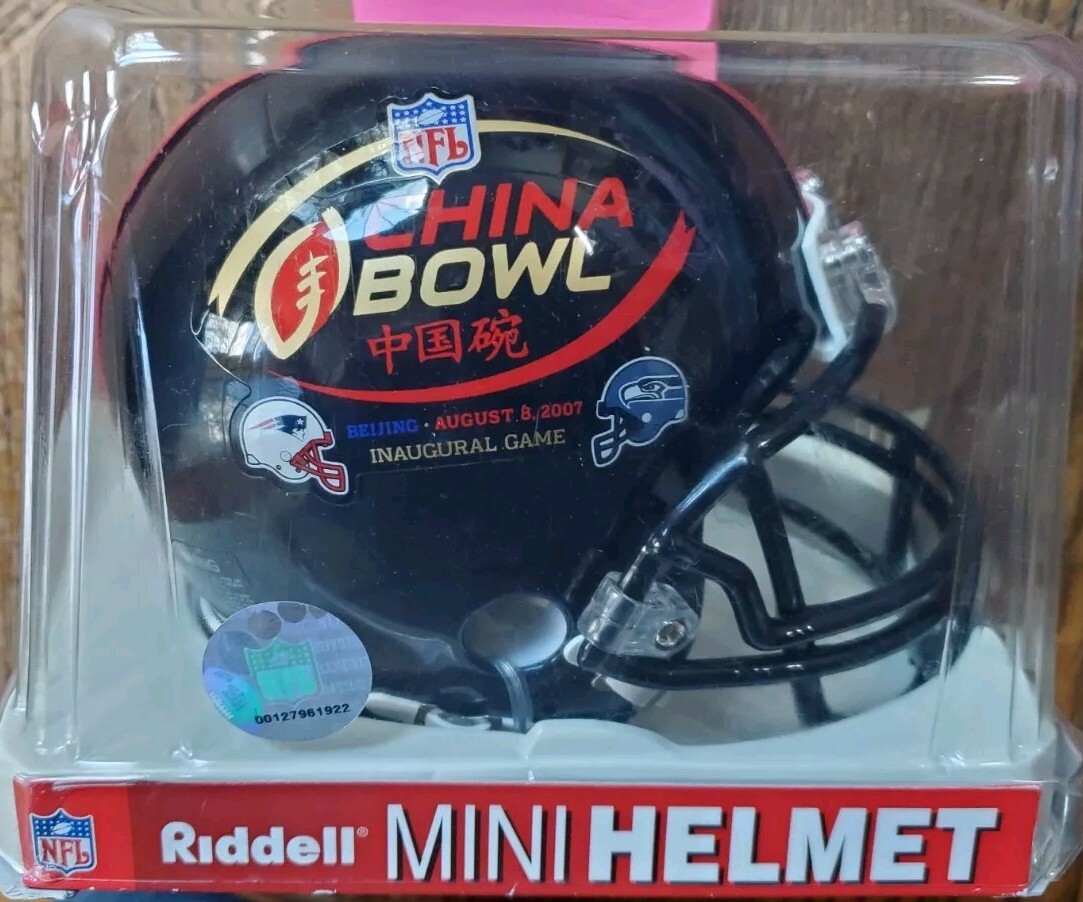 NFL
CHINA
BOWL
中国碗
BEIJING · AUGUST 8, 2007
INAUGURAL GAME
00127961922
NFL
Riddell® MINI HELMET